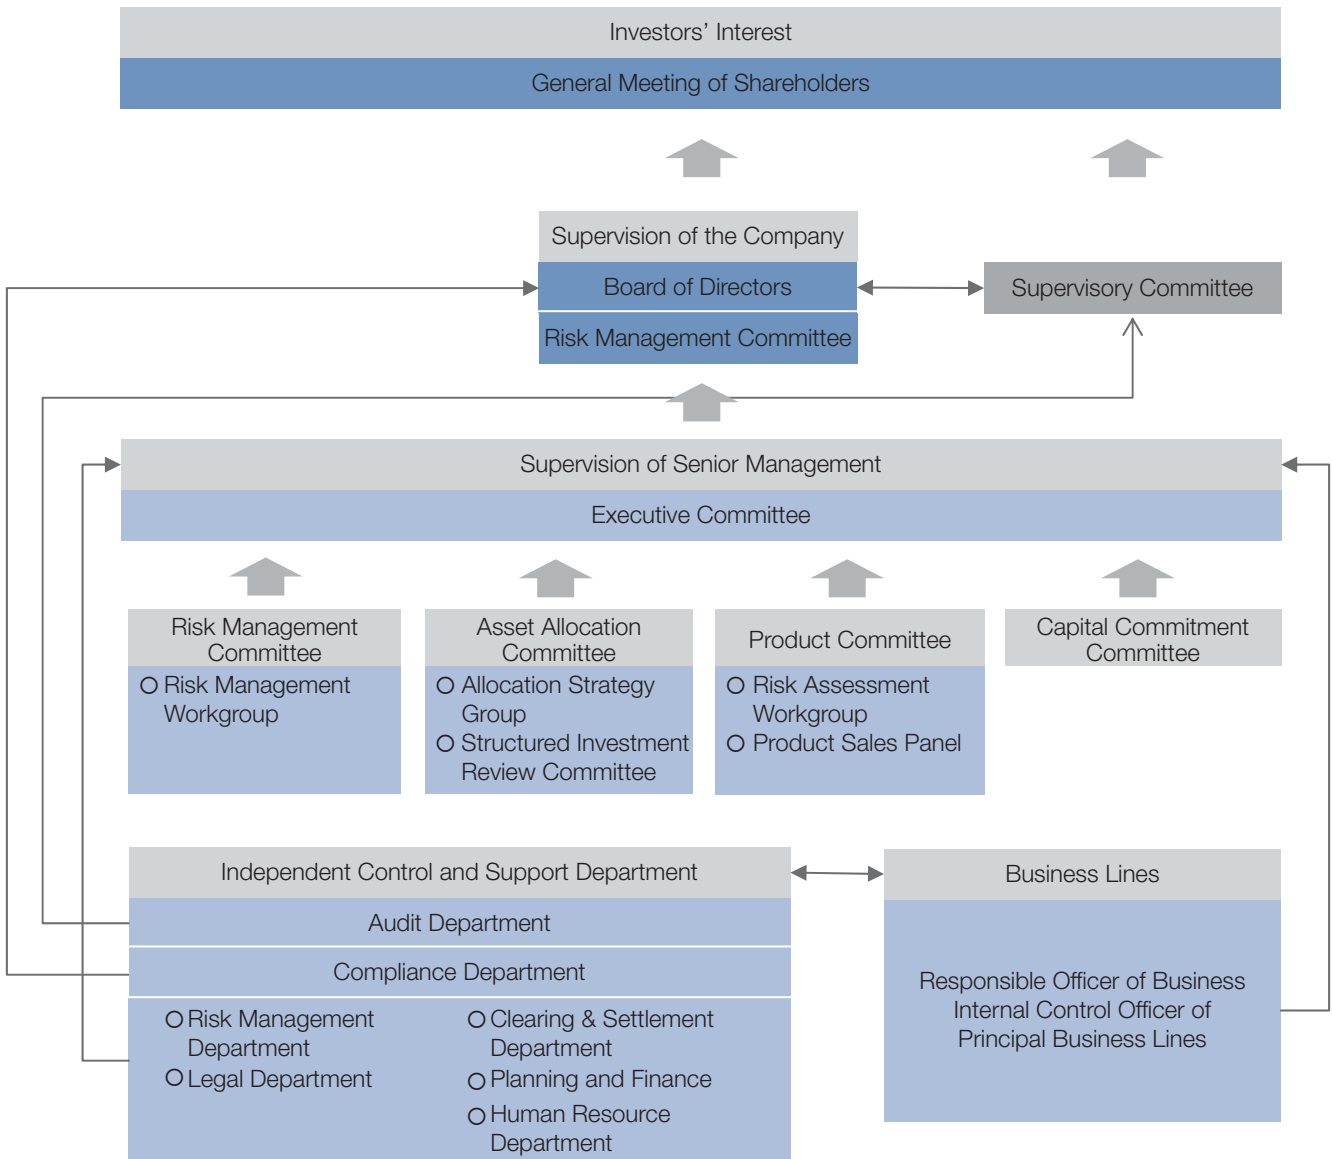 Investors’ Interest
General Meeting of Shareholders
Supervision of the Company
Board of Directors
Supervisory Committee
Risk Management Committee
Supervision of Senior Management
Executive Committee
Risk Management
Committee
○ Risk Management
Workgroup
Asset Allocation
Committee
○ Allocation Strategy
Group
○ Structured Investment
Review Committee
Product Committee
○ Risk Assessment
Workgroup
○ Product Sales Panel
Capital Commitment
Committee
Independent Control and Support Department
Audit Department
Compliance Department
○ Risk Management
Department
○ Legal Department
○ Clearing & Settlement
Department
○ Planning and Finance
○ Human Resource
Department
Business Lines
Responsible Officer of Business
Internal Control Officer of
Principal Business Lines